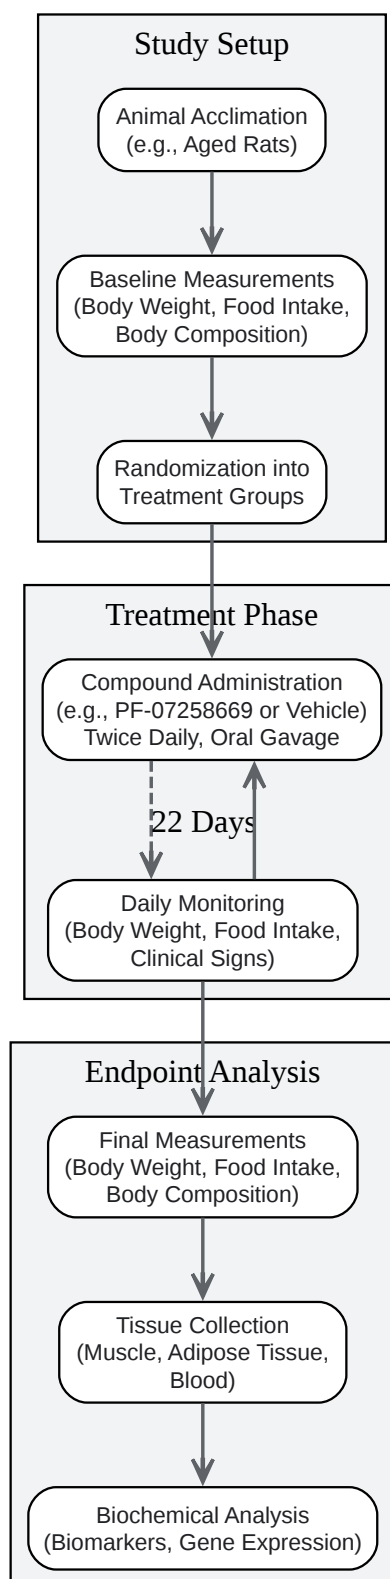 Study Setup
Animal Acclimation
(e.g., Aged Rats)
Baseline Measurements
(Body Weight, Food Intake,
Body Composition)
Randomization into
Treatment Groups
Treatment Phase
Compound Administration
(e.g., PF-07258669 or Vehicle)
Twice Daily, Oral Gavage
22 Days
Daily Monitoring
(Body Weight, Food Intake,
Clinical Signs)
Endpoint Analysis
Final Measurements
(Body Weight, Food Intake,
Body Composition)
Tissue Collection
(Muscle, Adipose Tissue,
Blood)
Biochemical Analysis
(Biomarkers, Gene Expression)